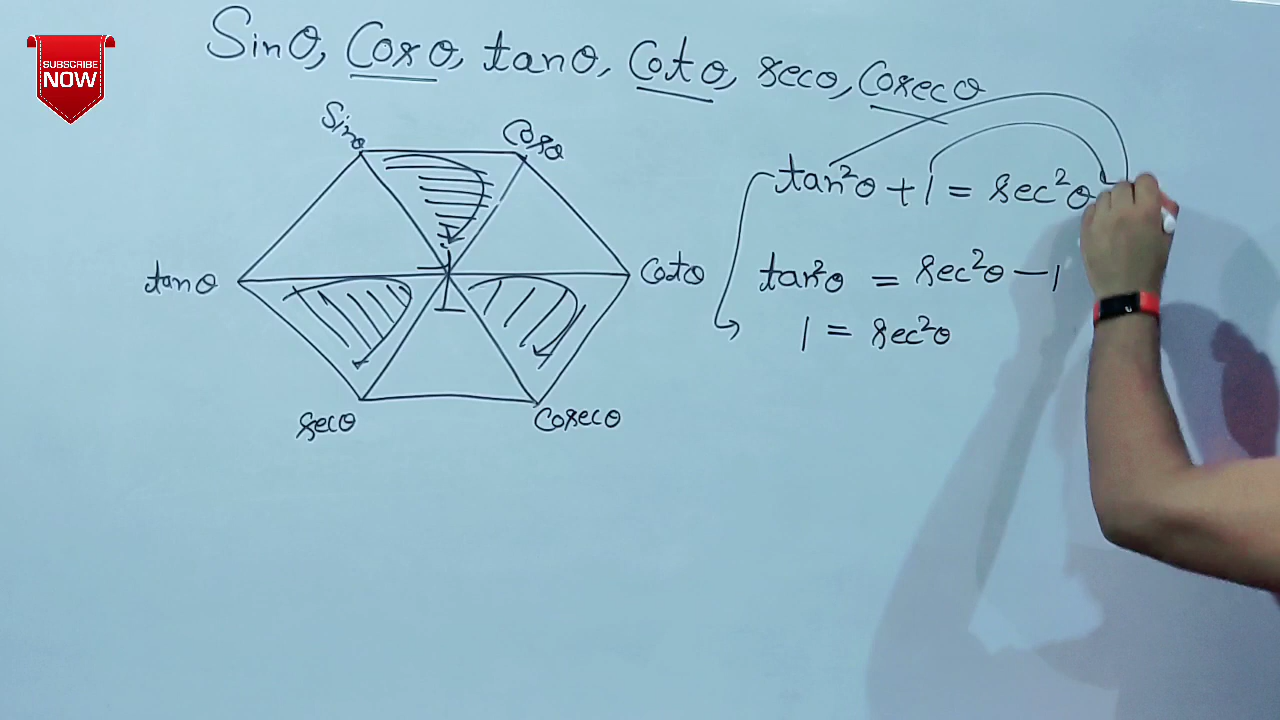 SUBSCRIBE
NOW
Sinθ, Cosθ, tanθ, Cotθ, secθ, Cosecθ
Sinθ
Cosθ
tanθ
1
Cotθ
secθ
Cosecθ
tan²θ + 1 = sec²θ
tan²θ = sec²θ - 1
1 = sec²θ